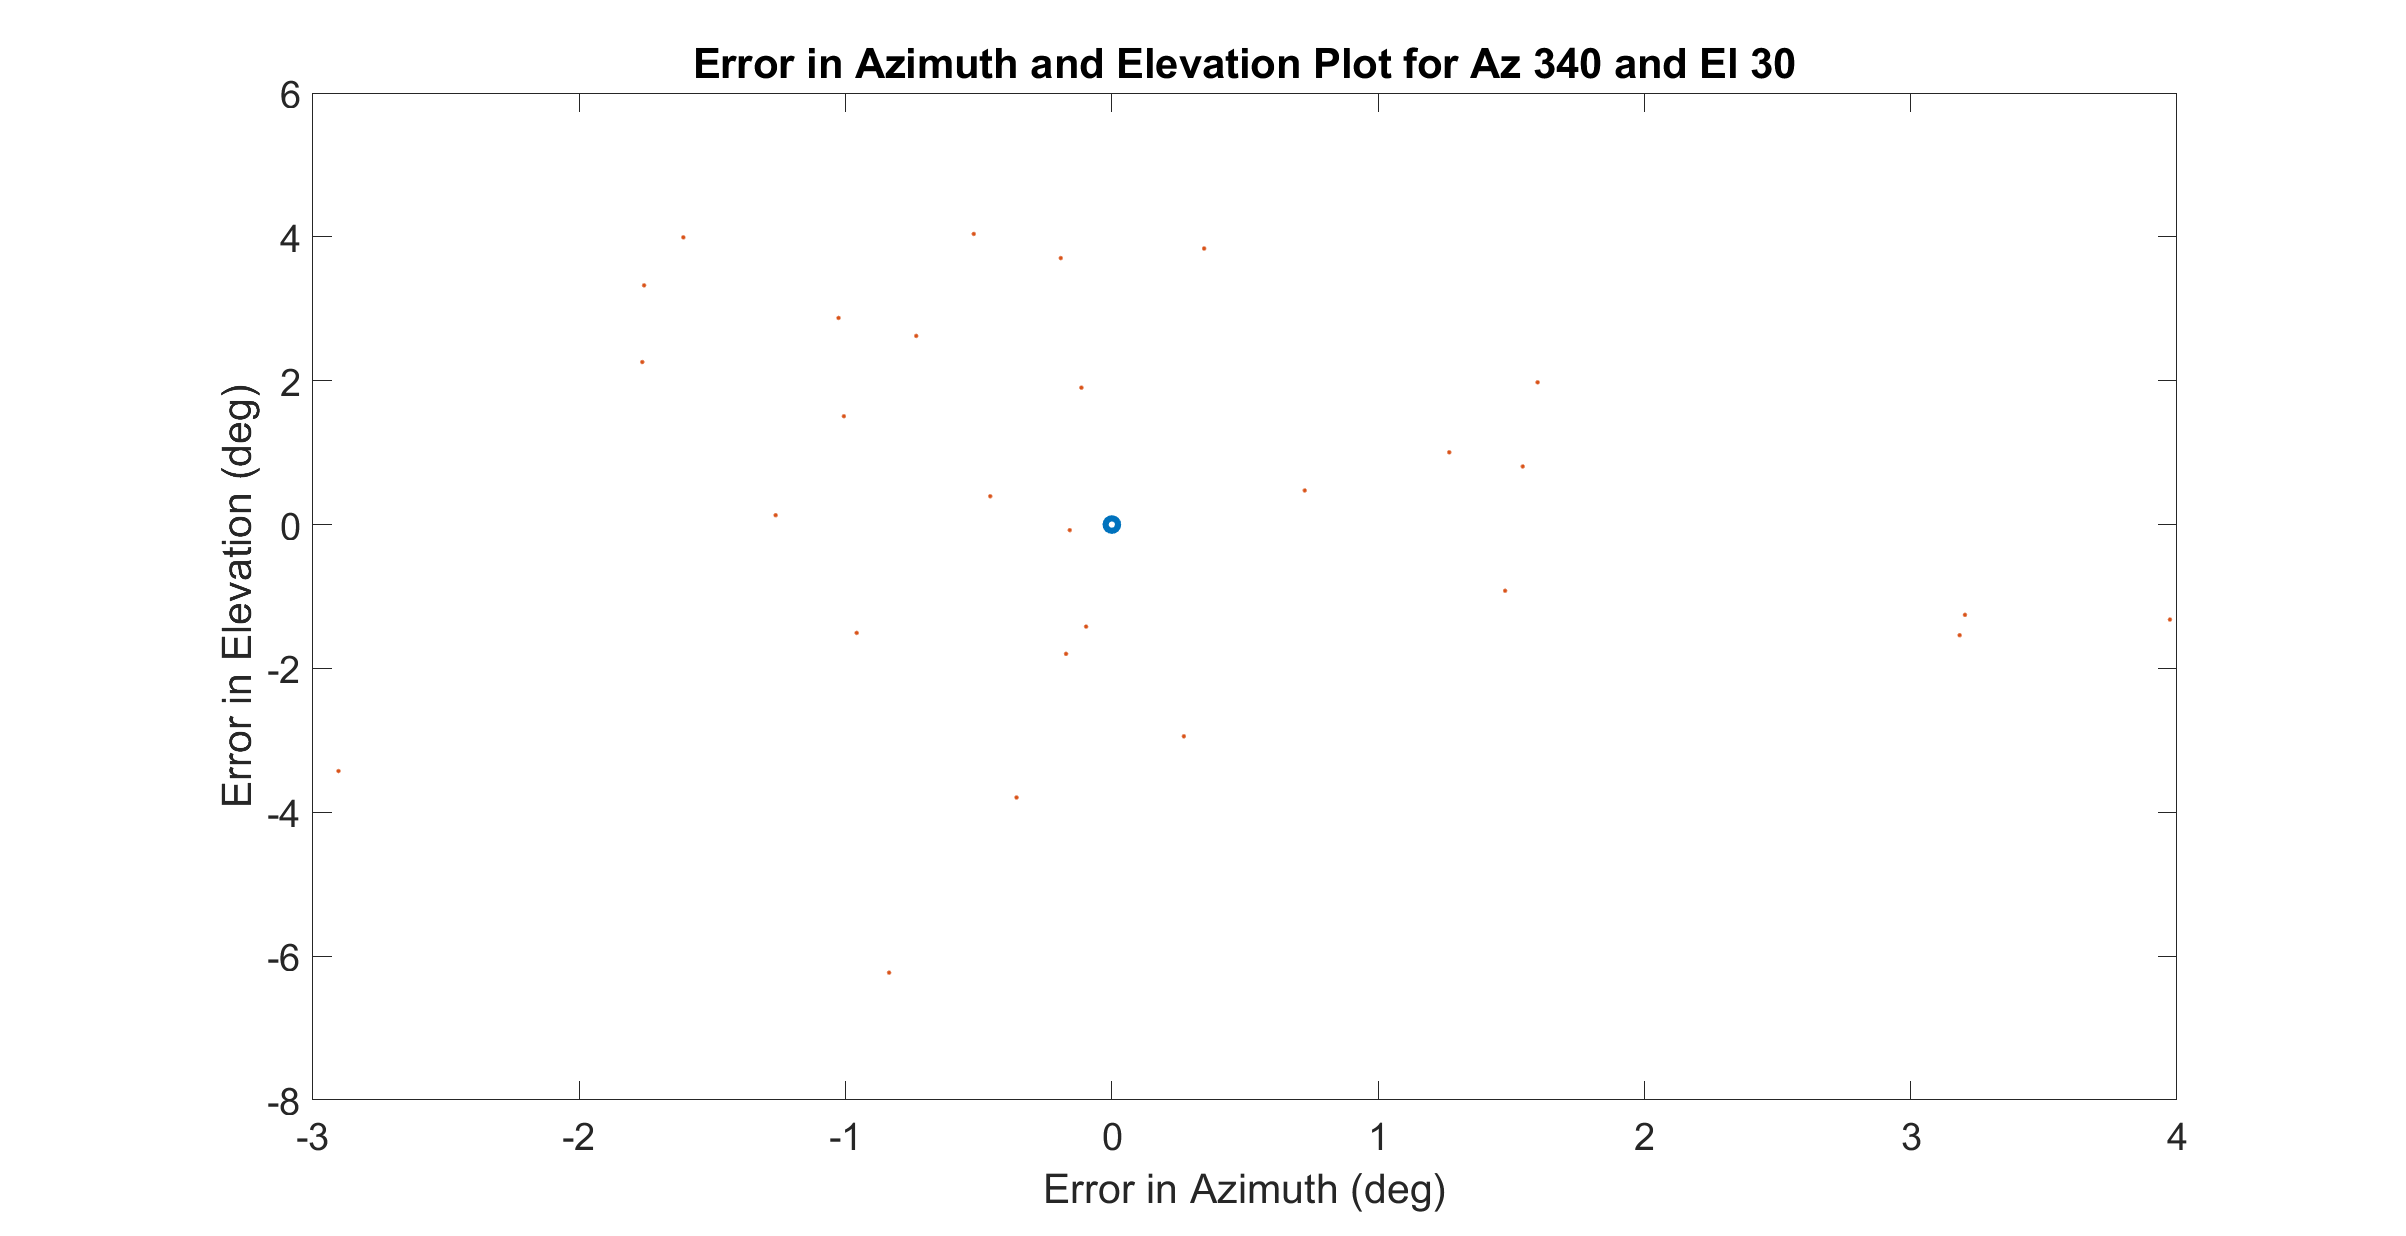 Error in Azimuth and Elevation Plot for Az 340 and El 30
6
4
2
0
-2
-4
-6
-8
Error in Elevation (deg)
-3 -2 -1 0 1 2 3 4
Error in Azimuth (deg)